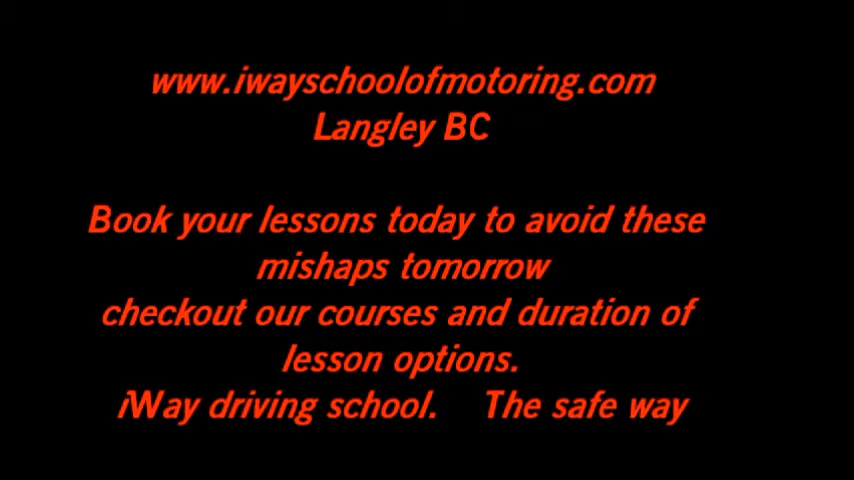 www.iwayschoolofmotoring.com
Langley BC
Book your lessons today to avoid these
mishaps tomorrow
checkout our courses and duration of
lesson options.
iWay driving school. The safe way